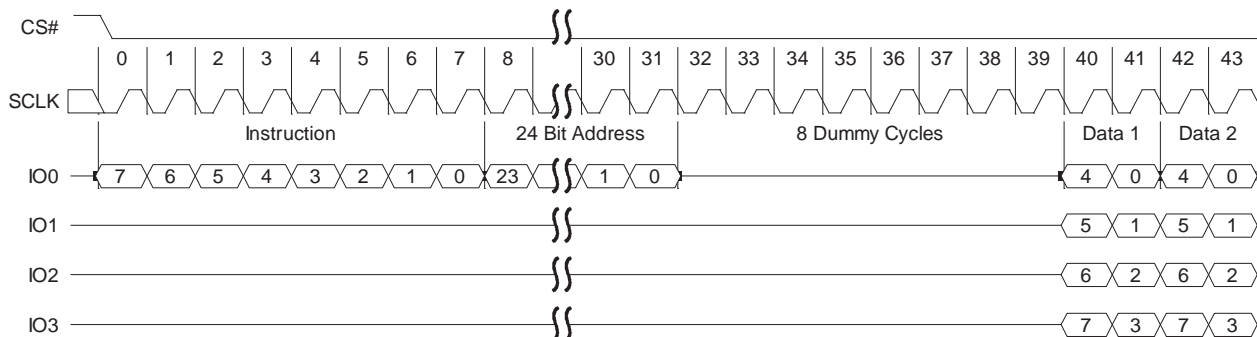 CS#
0 1 2 3 4 5 6 7 8 30 31 32 33 34 35 36 37 38 39 40 41 42 43
SCLK
Instruction 24 Bit Address 8 Dummy Cycles Data 1 Data 2
IO0 7 6 5 4 3 2 1 0 23 1 0 4 0 4 0
IO1 5 1 5 1
IO2 6 2 6 2
IO3 7 3 7 3